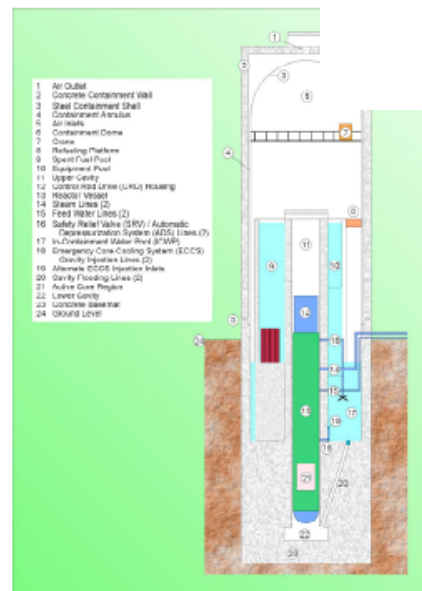 1 Air Outlet
2 Concrete Containment Wall
3 Steel Containment Shell
4 Containment Annulus
5 Air Inlets
6 Containment Dome
7 Crane
8 Refueling Platform
9 Spent Fuel Pool
10 Equipment Pool
11 Upper Cavity
12 Control Rod Drive (CRD) Housing
13 Reactor Vessel
14 Steam Lines (2)
15 Feed Water Lines (2)
16 Safety Relief Valve (SRV) / Automatic
Depressurization System (ADS) Lines (2)
17 In-Containment Water Pool (ICWP)
18 Emergency Core Cooling System (ECCS)
Gravity Injection Lines (2)
19 Alternate ECCS Injection Inlets
20 Cavity Flooding Lines (2)
21 Active Core Region
22 Lower Cavity
23 Concrete Basemat
24 Ground Level
1
2
3
6
7
4
8
11
9
10
12
24
16
14
15
13
17
19
18
21
20
22
23